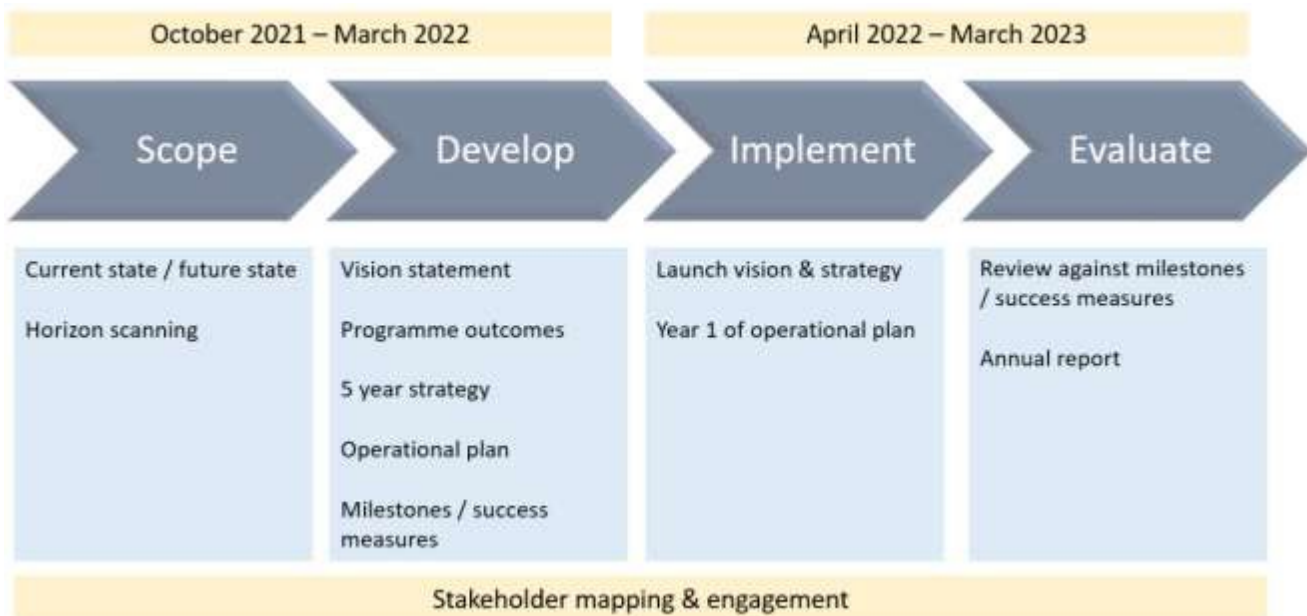 October 2021 – March 2022
April 2022 – March 2023
Scope
Develop
Implement
Evaluate
Current state / future state
Horizon scanning
Vision statement
Programme outcomes
5 year strategy
Operational plan
Milestones / success
measures
Launch vision & strategy
Year 1 of operational plan
Review against milestones
/ success measures
Annual report
Stakeholder mapping & engagement